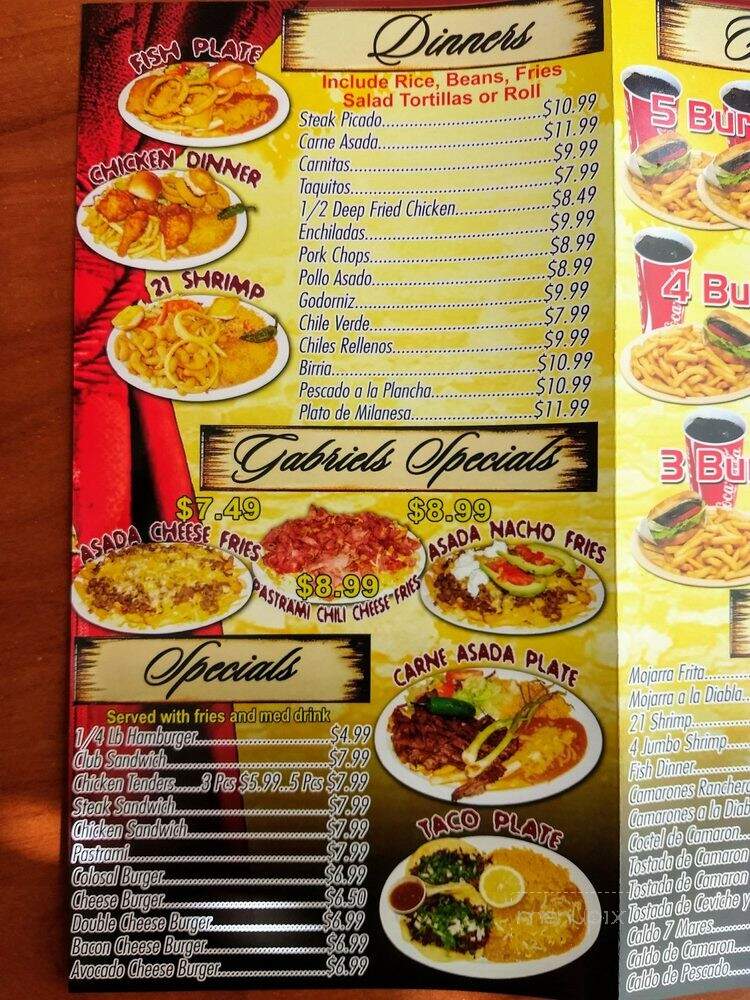 FISH PLATE
CHICKEN DINNER
21 SHRIMP
Dinners
Include Rice, Beans, Fries
Salad Tortillas or Roll
Steak Picado $10.99
Carne Asada $11.99
Carnitas $9.99
Taquitos $7.99
1/2 Deep Fried Chicken $8.49
Enchiladas $9.99
Pork Chops $8.99
Pollo Asado $8.99
Godorniz $9.99
Chile Verde $7.99
Chiles Rellenos $9.99
Birria $10.99
Pescado a la Plancha $10.99
Plato de Milanesa $11.99
Gabriels Specials
$7.49
ASADA CHEESE FRIES
$8.99
PASTRAMI CHILI CHEESE FRIES
$8.99
ASADA NACHO FRIES
Specials
Served with fries and med drink
1/4 Lb Hamburger $4.99
Club Sandwich $7.99
Chicken Tenders......3 Pcs $5.99..5 Pcs $7.99
Steak Sandwich $7.99
Chicken Sandwich $7.99
Pastrami $7.99
Colosal Burger $6.99
Cheese Burger $6.50
Double Cheese Burger $6.99
Bacon Cheese Burger $6.99
Avocado Cheese Burger $6.99
CARNE ASADA PLATE
TACO PLATE
menupix
5 Bur
4 Bu
3 Bu
Mojarra Frita
Mojarra a la Diabla
21 Shrimp
4 Jumbo Shrimp
Fish Dinner
Camarones Rancher
Camarones a la Diabl
Coctel de Camaron
Tostada de Camaron
Tostada de Camaron
Tostada de Ceviche y
Caldo 7 Mares
Caldo de Camaron
Caldo de Pescado